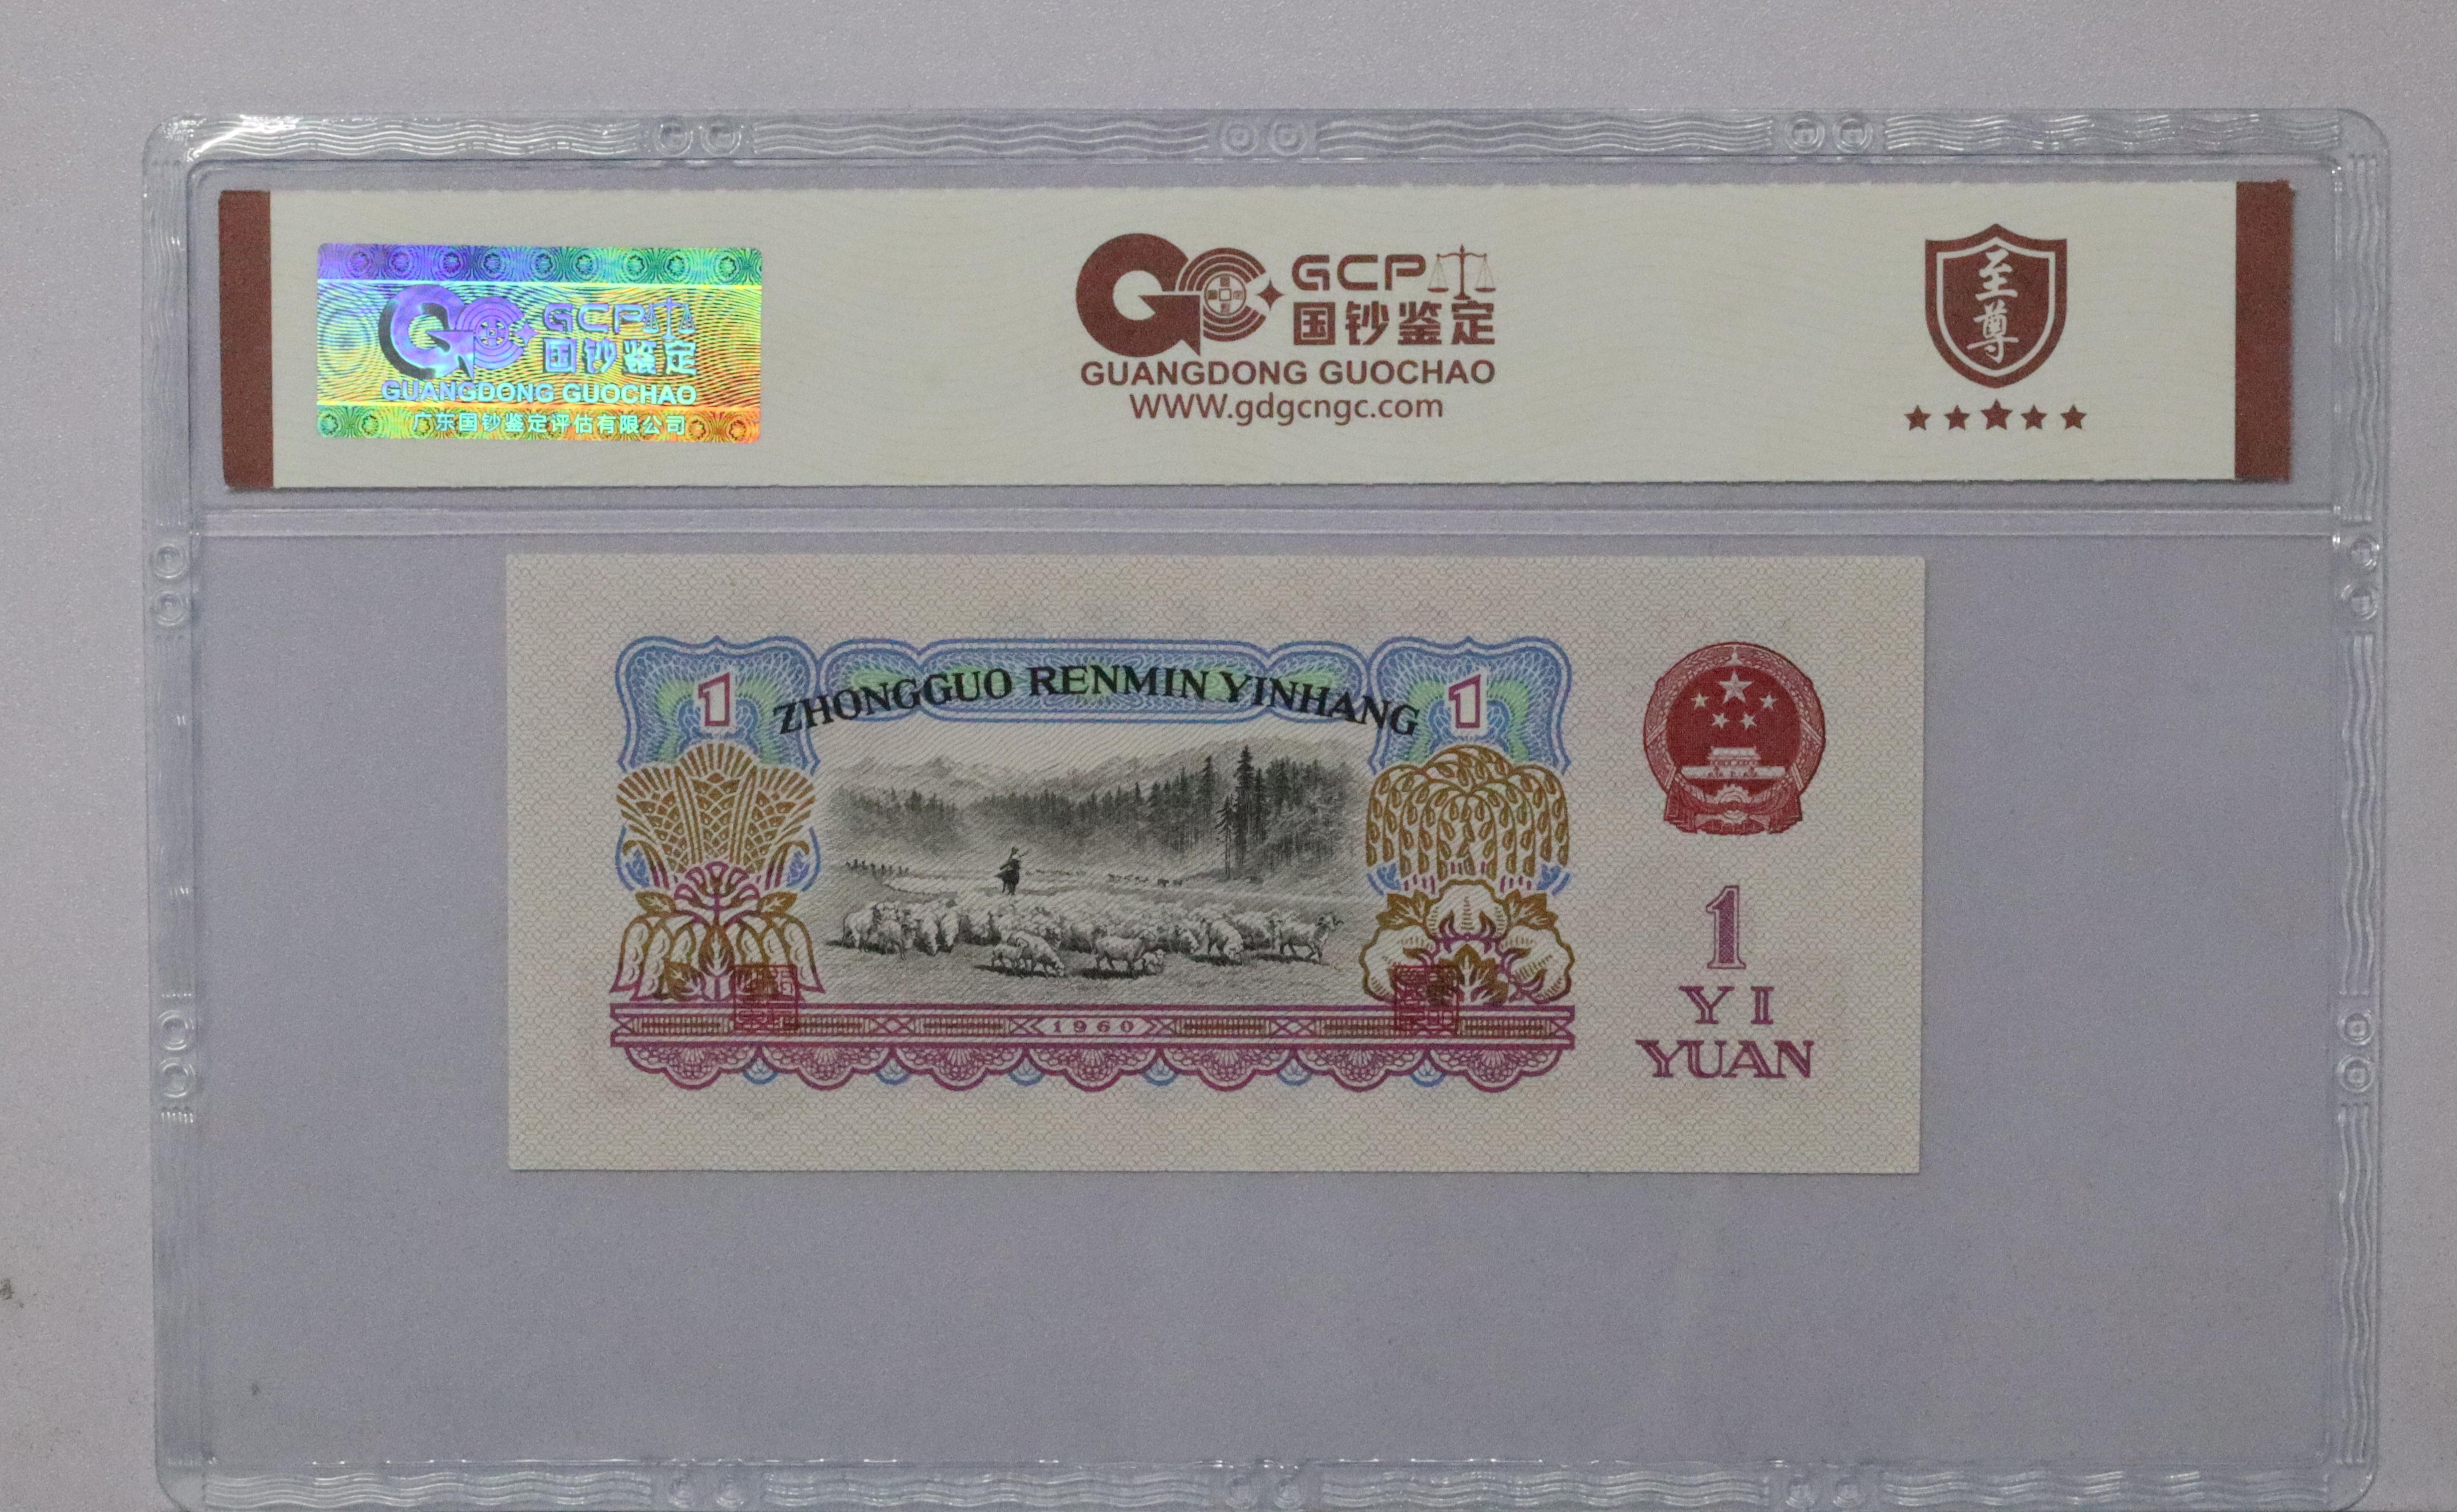 GCP
国钞鉴定
GUANGDONG GUOCHAO
广东国钞鉴定评估有限公司
GCP
国钞鉴定
GUANGDONG GUOCHAO
WWW.gdgcngc.com
至尊
1
ZHONGGUO RENMIN YINHANG
1
1960
1
YI
YUAN